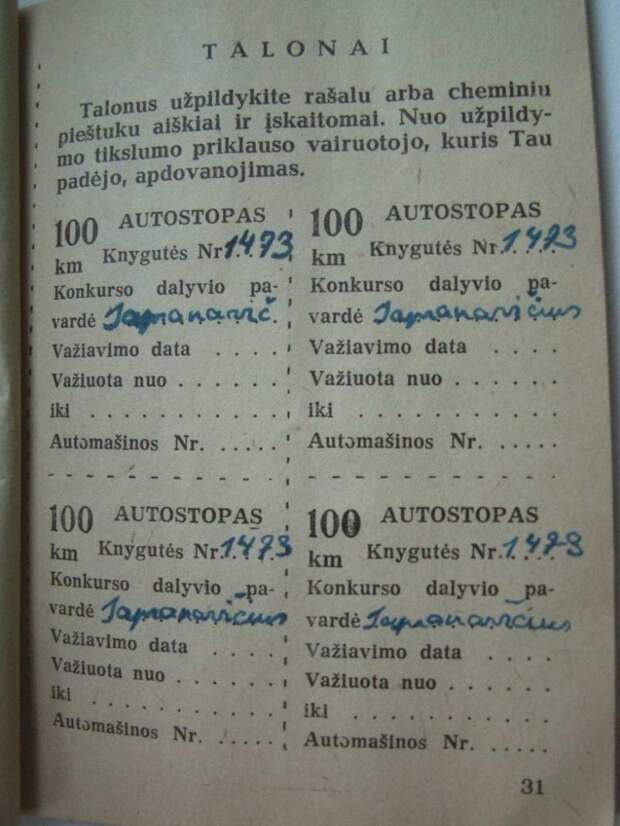 TALONAI
Talonus užpildykite rašalu arba cheminiu
pieštuku aiškiai ir įskaitomai. Nuo užpildy-
mo tikslumo priklauso vairuotojo, kuris Tau
padėjo, apdovanojimas.
100 km AUTOSTOPAS
Knygutės Nr. 1473
Konkurso dalyvio pa-
vardė
Važiavimo data . . . .
Važiuota nuo . . . . . .
iki . . . . . . . . . . .
Automašinos Nr. . . . . .
100 km AUTOSTOPAS
Knygutės Nr. 1473
Konkurso dalyvio pa-
vardė
Važiavimo data . . . .
Važiuota nuo . . . . . .
iki . . . . . . . . . . .
Automašinos Nr. . . . . .
100 km AUTOSTOPAS
Knygutės Nr. 1473
Konkurso dalyvio pa-
vardė
Važiavimo data . . . .
Važiuota nuo . . . . . .
iki . . . . . . . . . . .
Automašinos Nr. . . . . .
100 km AUTOSTOPAS
Knygutės Nr. 1473
Konkurso dalyvio pa-
vardė
Važiavimo data . . . .
Važiuota nuo . . . . . .
iki . . . . . . . . . . .
Automašinos Nr. . . . . .
31